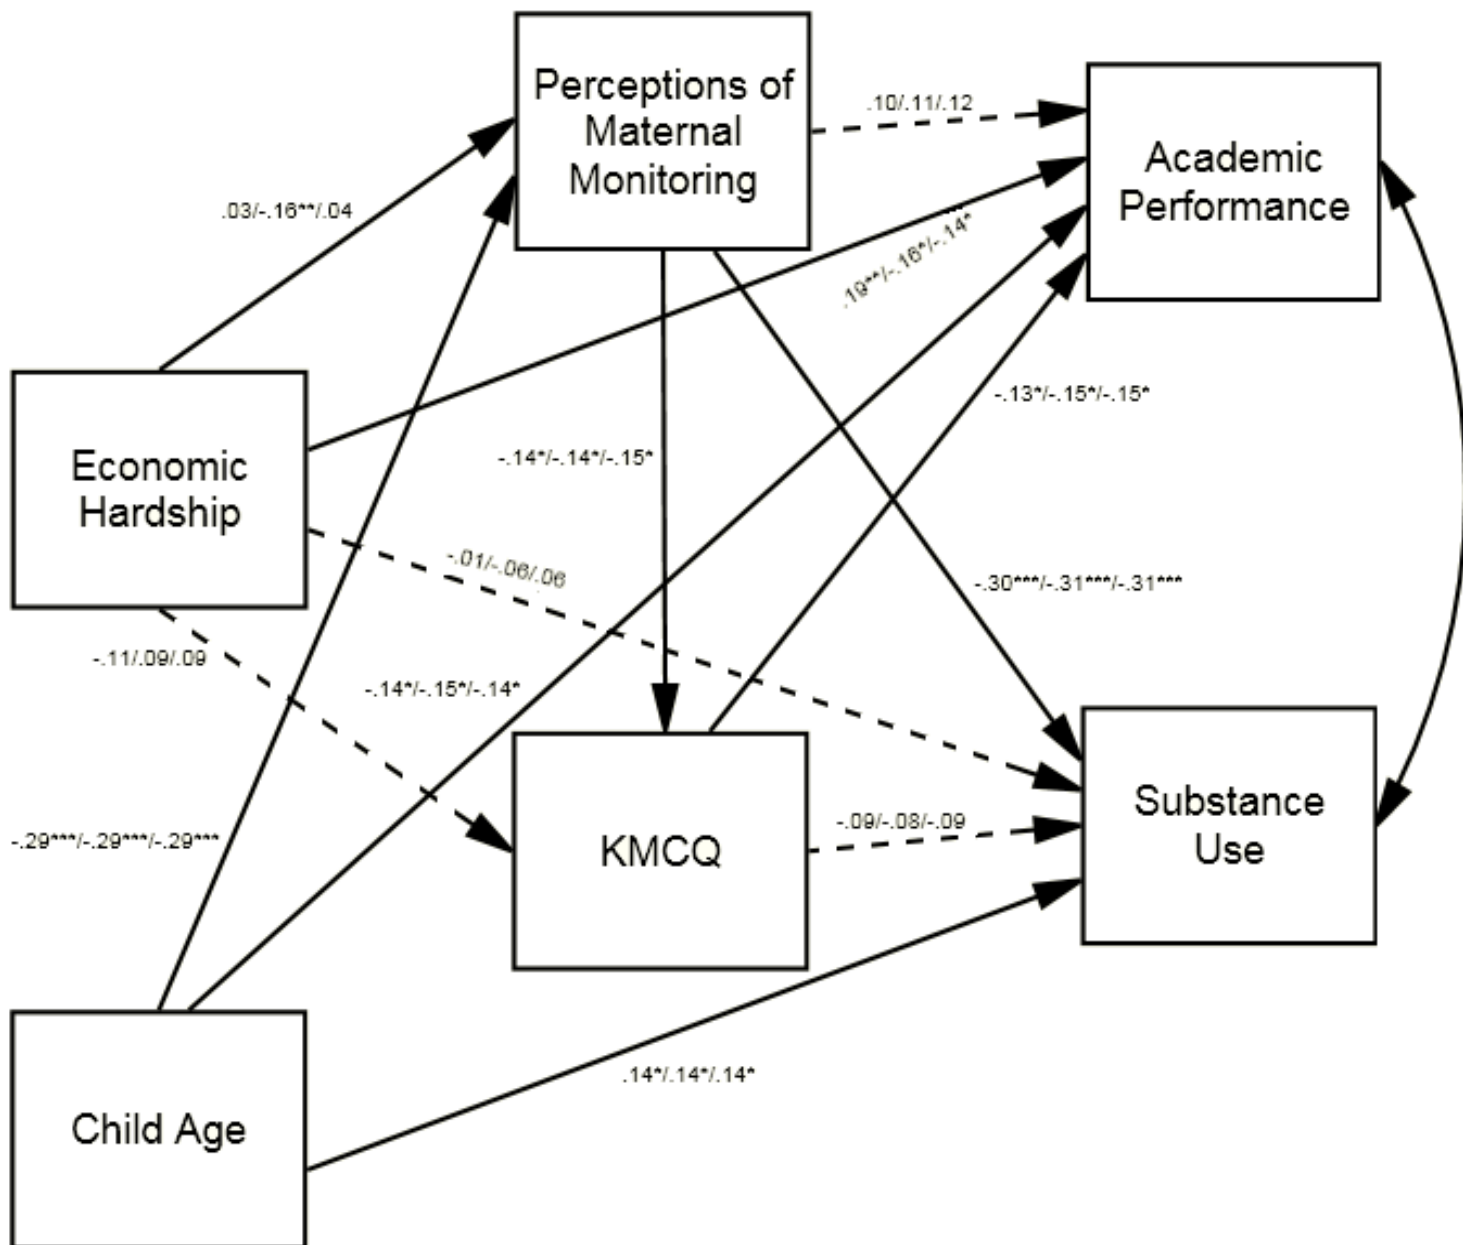 Perceptions of
Maternal
Monitoring
.10/.11/.12
Academic
Performance
.03/-.16**/.04
.19**/-.16*/-.14*
-.13*/-.15*/-.15*
Economic
Hardship
-.14*/-.14*/-.15*
-.01/-.06/.06
-.30***/-.31***/-.31***
-.11/.09/.09
-.14*/-.15*/-.14*
KMCQ
-.09/-.08/-.09
Substance
Use
-.29***/-.29***/-.29***
.14*/.14*/.14*
Child Age